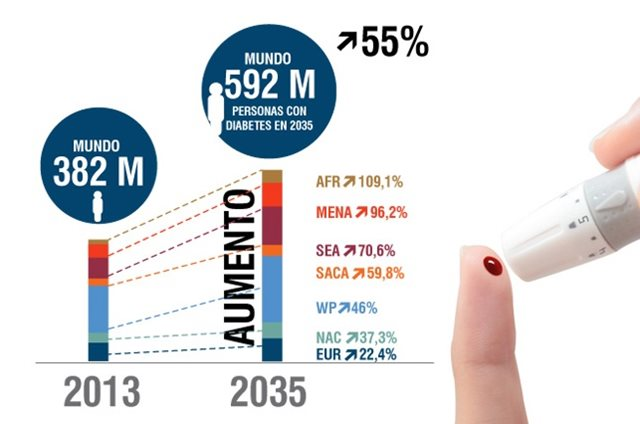 MUNDO
382 M
MUNDO
592 M
PERSONAS CON
DIABETES EN 2035
↗55%
AUMENTO
AFR ↗109,1%
MENA ↗96,2%
SEA ↗70,6%
SACA ↗59,8%
WP ↗46%
NAC ↗37,3%
EUR ↗22,4%
2013
2035
5